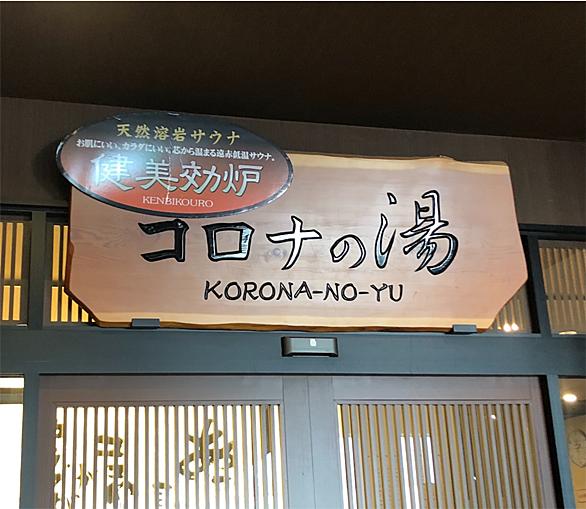 天然溶岩サウナ
お肌にいい、カラダにいい、芯から温まる遠赤低温サウナ。
健美効炉
KENBIKOURO
コロナの湯
KORONA-NO-YU